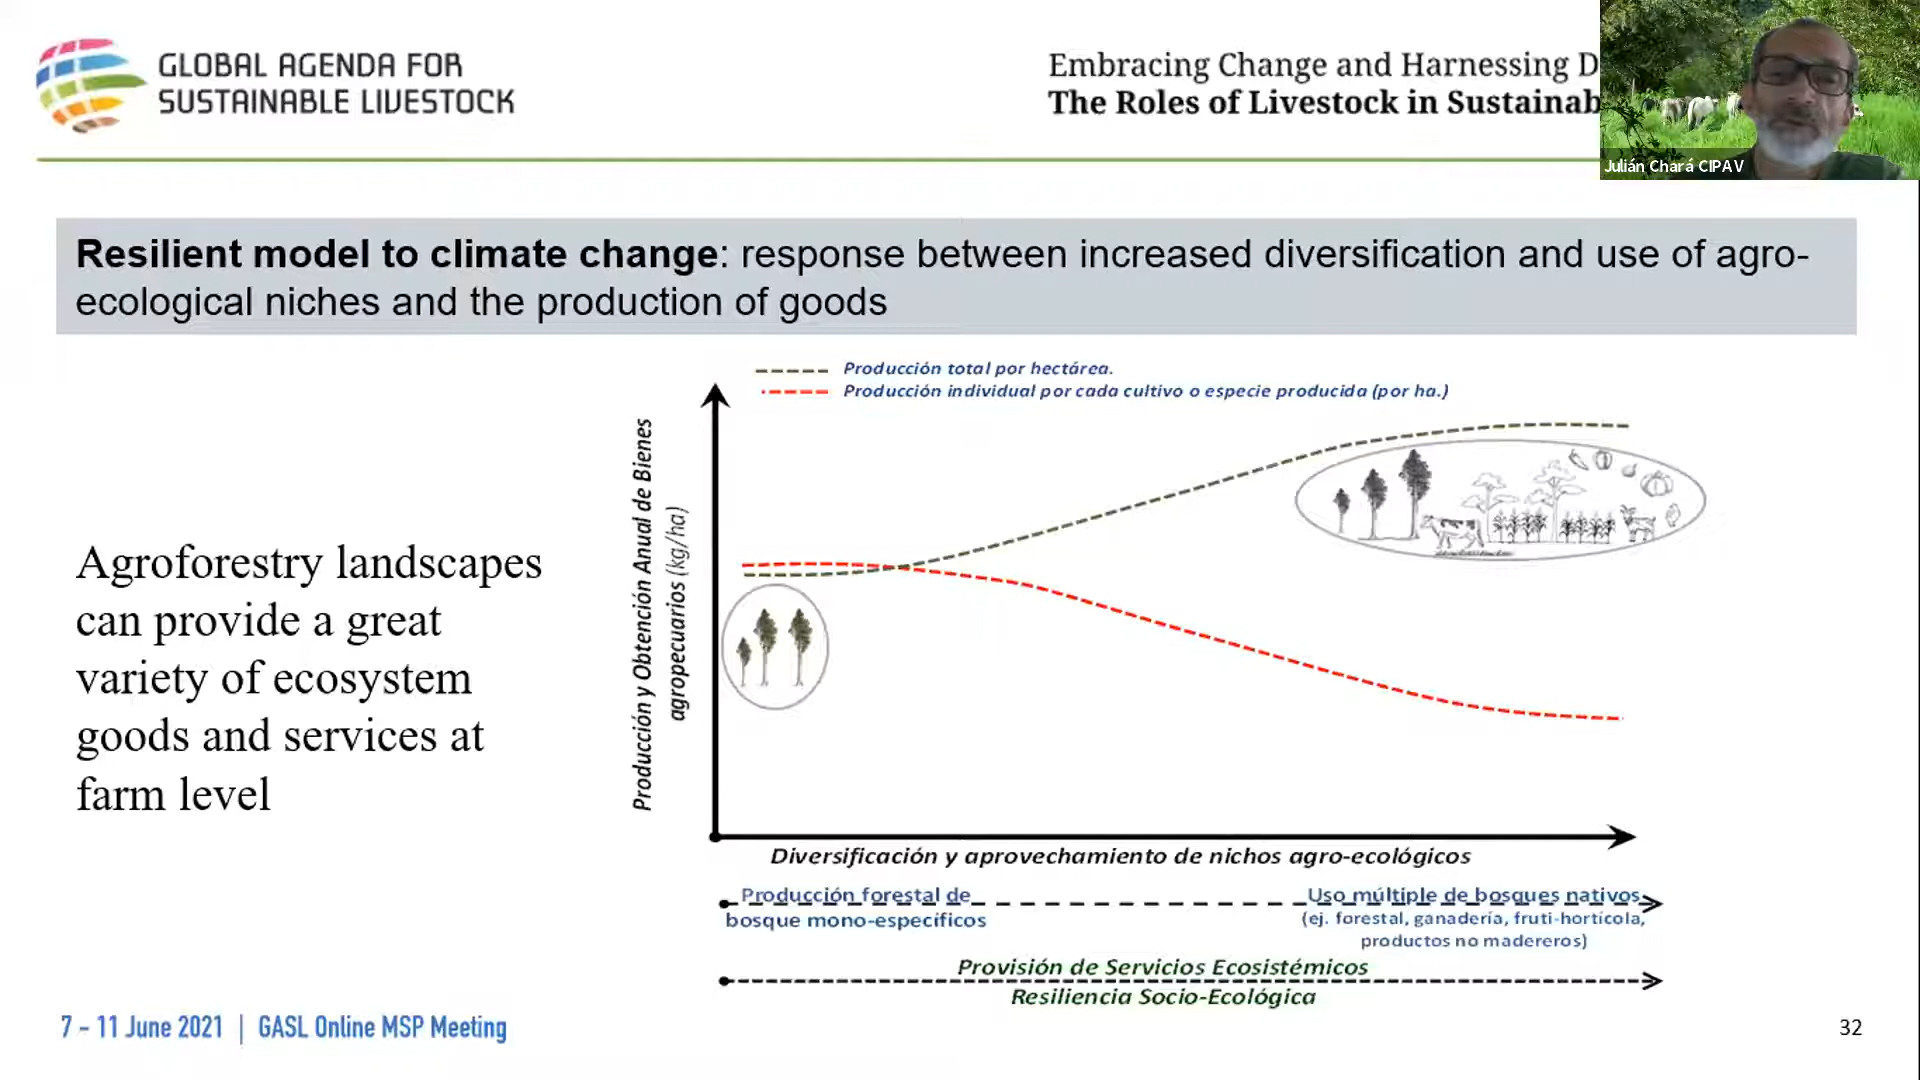 GLOBAL AGENDA FOR
SUSTAINABLE LIVESTOCK
Embracing Change and Harnessing D
The Roles of Livestock in Sustainab
Julián Chará CIPAV
Resilient model to climate change: response between increased diversification and use of agro-
ecological niches and the production of goods
Agroforestry landscapes
can provide a great
variety of ecosystem
goods and services at
farm level
Producción total por hectárea.
Producción individual por cada cultivo o especie producida (por ha.)
Producción y Obtención Anual de Bienes
agropecuarios (kg/ha)
Diversificación y aprovechamiento de nichos agro-ecológicos
Producción forestal de
bosque mono-específicos
Uso múltiple de bosques nativos
(ej. forestal, ganadería, fruti-hortícola,
productos no madereros)
Provisión de Servicios Ecosistémicos
Resiliencia Socio-Ecológica
7 - 11 June 2021 | GASL Online MSP Meeting
32